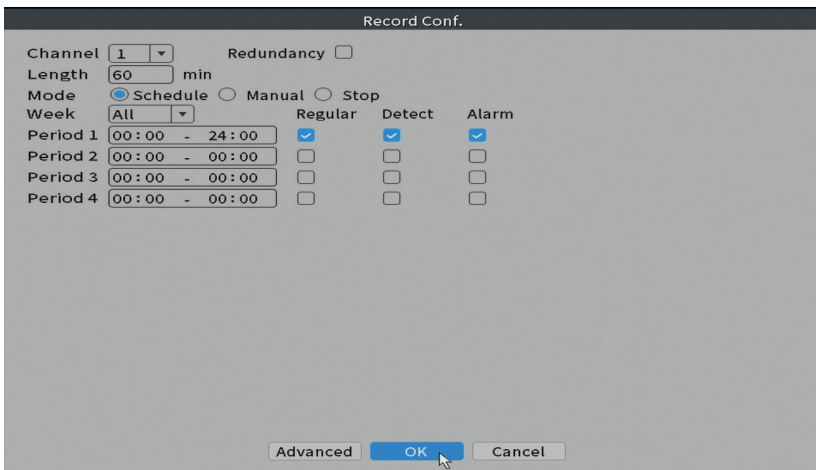 Record Conf.
Channel 1 Redundancy
Length 60 min
Mode Schedule Manual Stop
Week All Regular Detect Alarm
Period 1 00:00 - 24:00
Period 2 00:00 - 00:00
Period 3 00:00 - 00:00
Period 4 00:00 - 00:00
Advanced OK Cancel